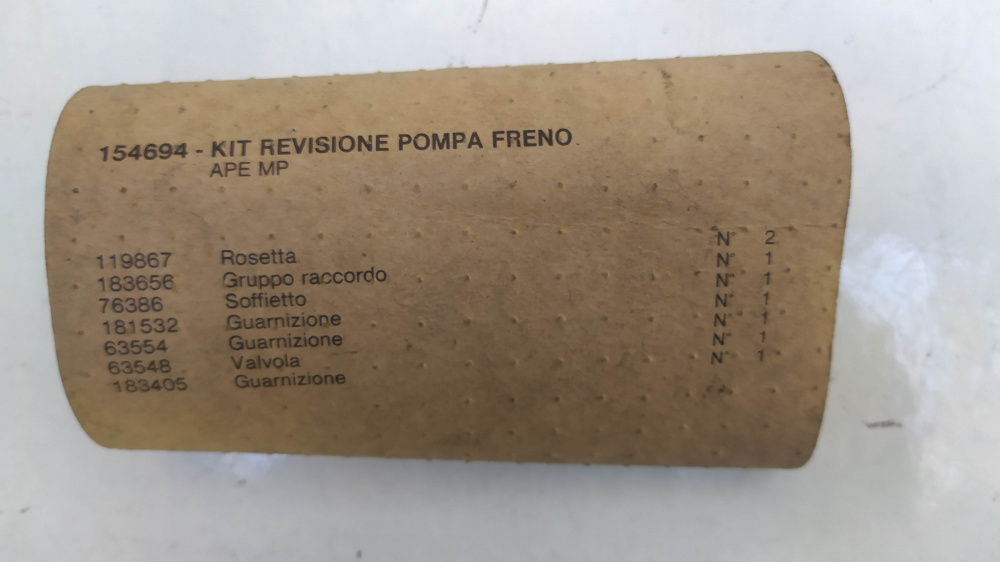 154694 - KIT REVISIONE POMPA FRENO
APE MP
119867 Rosetta N° 2
183656 Gruppo raccordo N° 1
76386 Soffietto N° 1
181532 Guarnizione N° 1
63554 Guarnizione N° 1
63548 Valvola N° 1
183405 Guarnizione N° 1